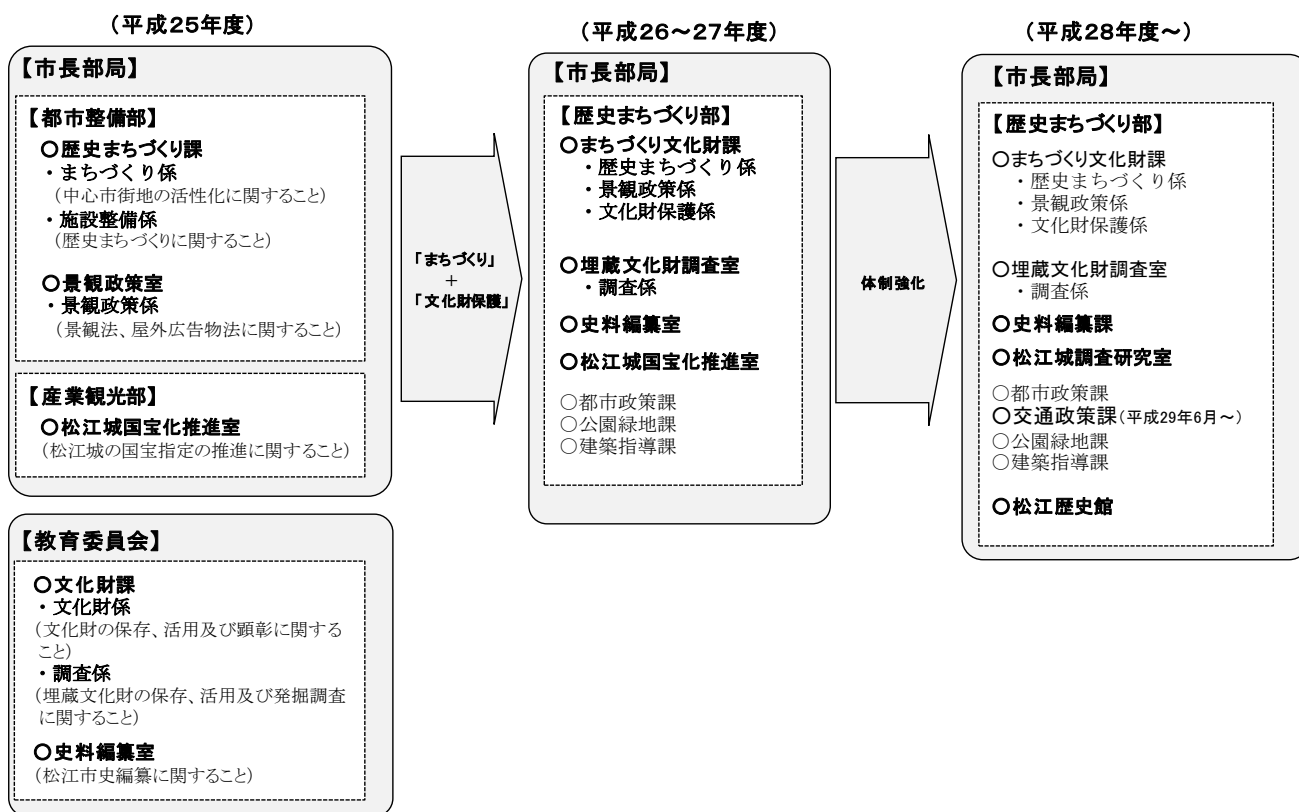 （平成２５年度）
【市長部局】
【都市整備部】
○歴史まちづくり課
・まちづくり係
（中心市街地の活性化に関すること）
・施設整備係
（歴史まちづくりに関すること）
○景観政策室
・景観政策係
（景観法、屋外広告物法に関すること）
【産業観光部】
○松江城国宝化推進室
（松江城の国宝指定の推進に関すること）
【教育委員会】
○文化財課
・文化財係
（文化財の保存、活用及び顕彰に関する
こと）
・調査係
（埋蔵文化財の保存、活用及び発掘調査
に関すること）
○史料編纂室
（松江市史編纂に関すること）
「まちづくり」
＋
「文化財保護」
（平成２６～２７年度）
【市長部局】
【歴史まちづくり部】
○まちづくり文化財課
・歴史まちづくり係
・景観政策係
・文化財保護係
○埋蔵文化財調査室
・調査係
○史料編纂室
○松江城国宝化推進室
○都市政策課
○公園緑地課
○建築指導課
体制強化
（平成２８年度～）
【市長部局】
【歴史まちづくり部】
○まちづくり文化財課
・歴史まちづくり係
・景観政策係
・文化財保護係
○埋蔵文化財調査室
・調査係
○史料編纂課
○松江城調査研究室
○都市政策課
○交通政策課（平成29年6月～）
○公園緑地課
○建築指導課
○松江歴史館